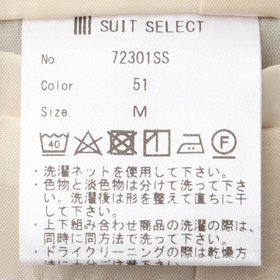 SUIT SELECT
No. 72301SS
Color 51
Size M
40
F
・洗濯ネットを使用して下さい。
・色物と淡色物は分けて洗って下さ
い。洗濯後は形を整えて直ちに干
して下さい。
・上下組み合わせ商品の洗濯の際は、
同時に同方法で洗って下さい。
・ドライクリーニングの際は乾燥方